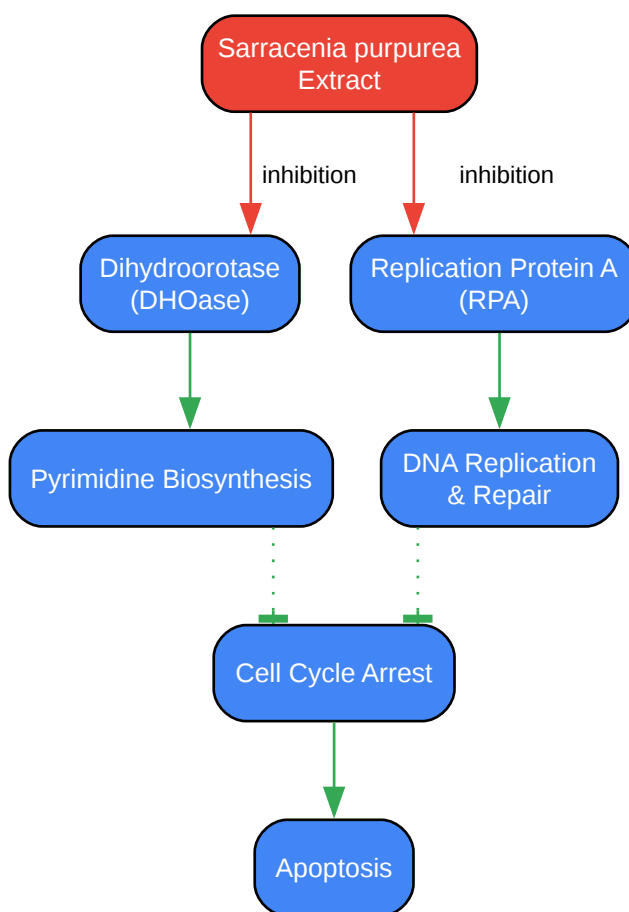 Sarracenia purpurea
Extract
inhibition
inhibition
Dihydroorotase
(DHOase)
Replication Protein A
(RPA)
Pyrimidine Biosynthesis
DNA Replication
& Repair
Cell Cycle Arrest
Apoptosis